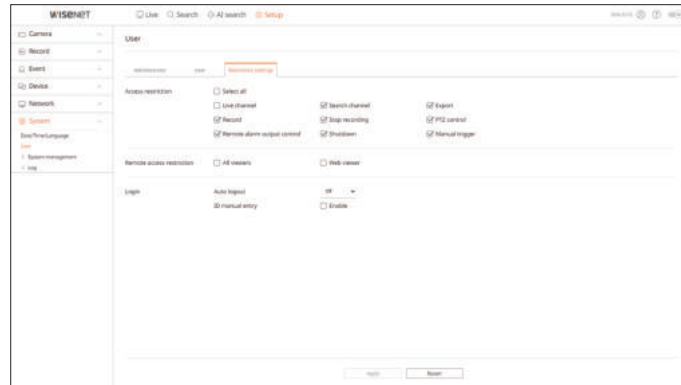 WISENET
Live Search AI search Setup
Camera
Record
Event
Device
Network
System
Date/Time/Language
User
System management
Log
User
Administrator User Restriction settings
Access restriction Select all
Live channel Search channel Export
Record Stop recording PTZ control
Remote alarm output control Shutdown Manual trigger
Remote access restriction All viewers Web viewer
Login Auto logout Off
ID manual entry Enable
Apply Reset